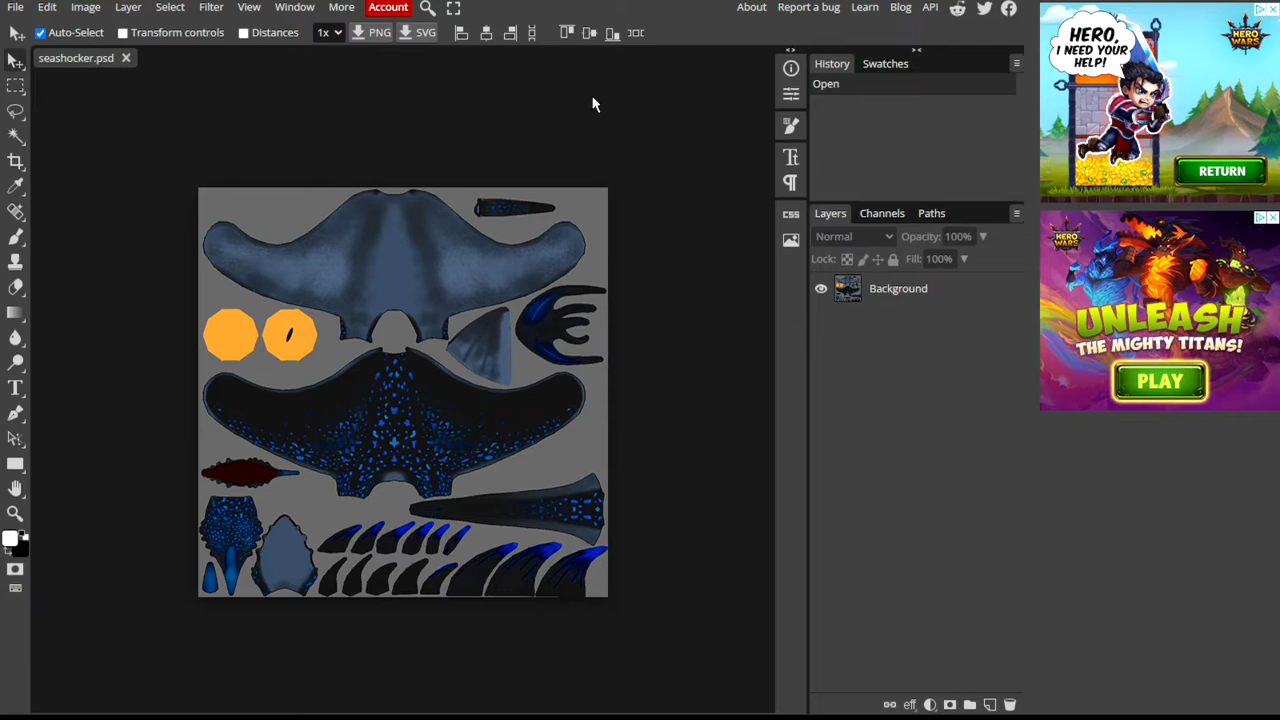 File Edit Image Layer Select Filter View Window More Account About Report a bug Learn Blog API
Auto-Select Transform controls Distances 1x PNG SVG
seashocker.psd
History Swatches
Open
CSS
Layers Channels Paths
Normal Opacity: 100%
Lock: Fill: 100%
Background
eff
HERO,
I NEED YOUR
HELP!
HERO
WARS
RETURN
HERO
WARS
UNLEASH
THE MIGHTY TITANS!
PLAY